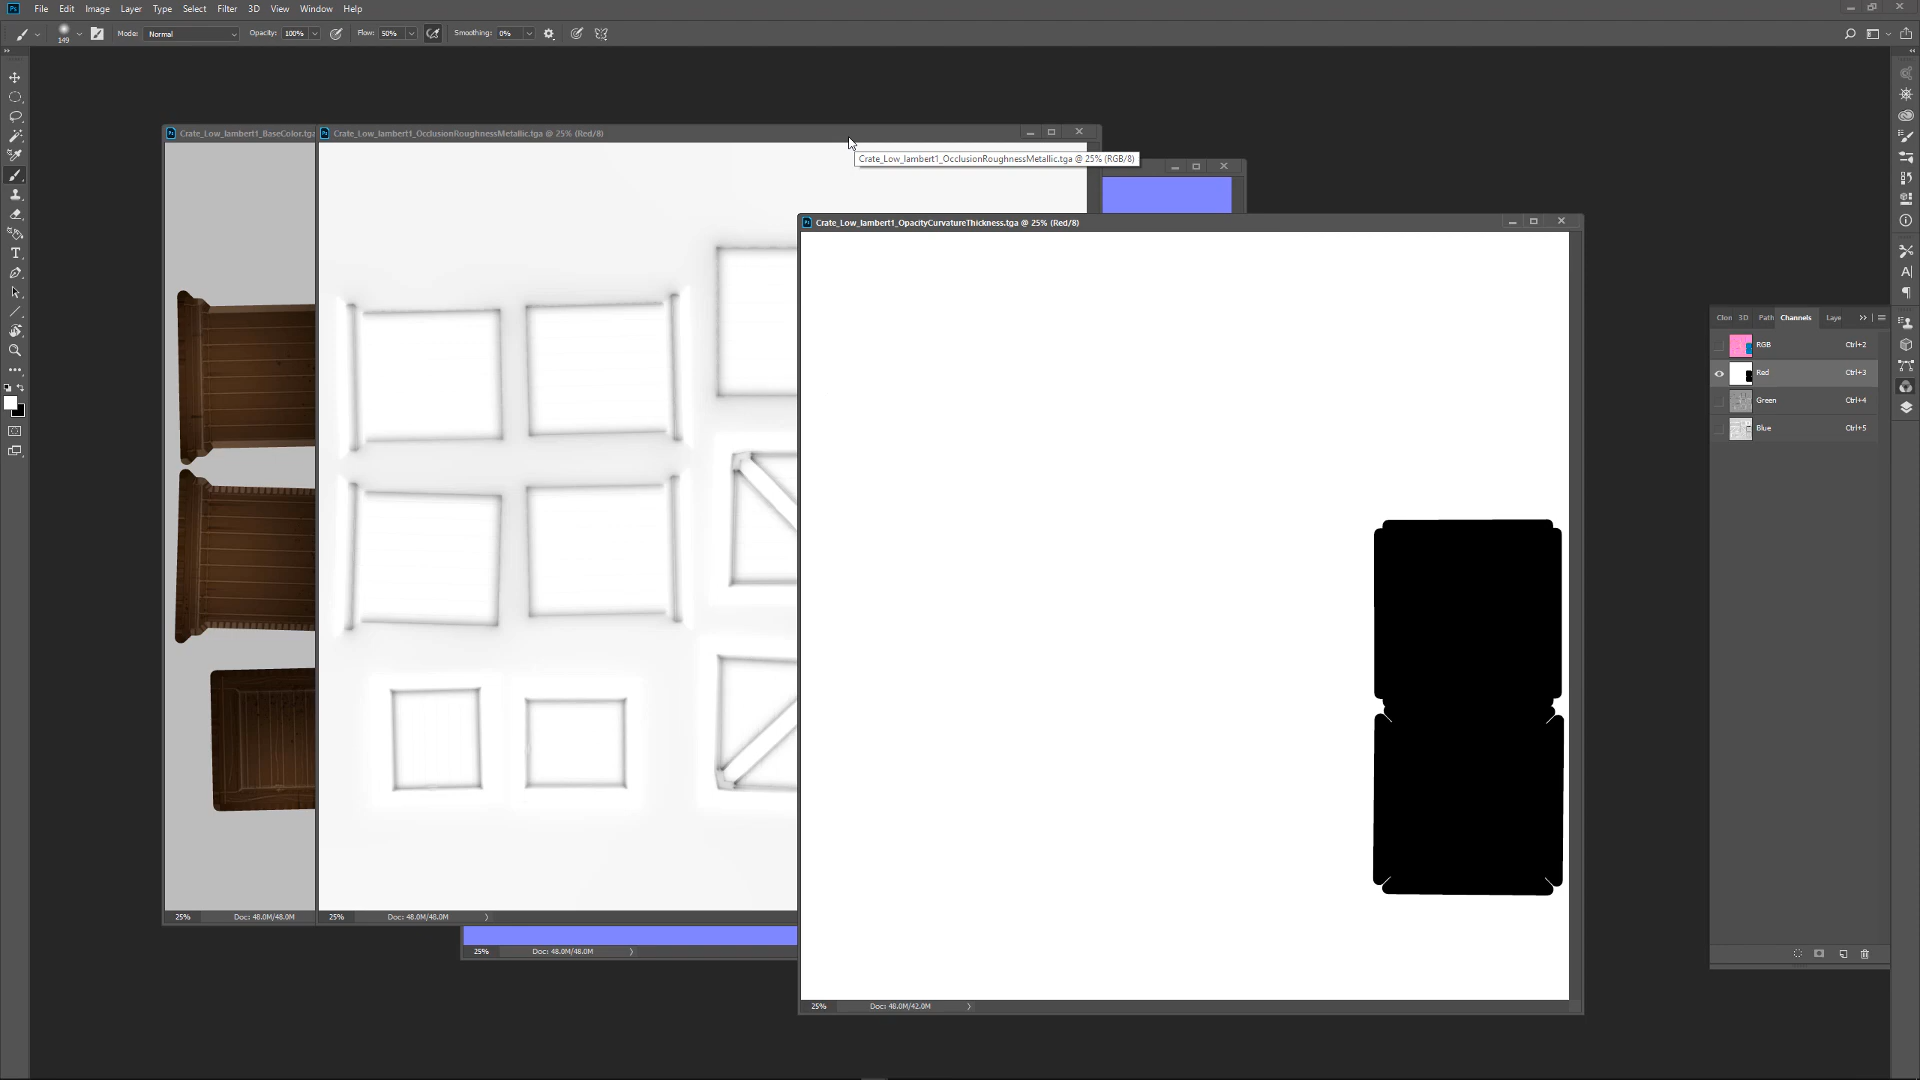 Ps File Edit Image Layer Type Select Filter 3D View Window Help
149 Mode: Normal Opacity: 100% Flow: 50% Smoothing: 0%
Crate_Low_lambert1_BaseColor.tga
Crate_Low_lambert1_OcclusionRoughnessMetallic.tga @ 25% (Red/8)
Crate_Low_lambert1_OcclusionRoughnessMetallic.tga @ 25% (RGB/8)
Crate_Low_lambert1_OpacityCurvatureThickness.tga @ 25% (Red/8)
Clon 3D Path Channels Laye
RGB Ctrl+2
Red Ctrl+3
Green Ctrl+4
Blue Ctrl+5
25% Doc: 48.0M/48.0M
25% Doc: 48.0M/48.0M
25% Doc: 48.0M/48.0M
25% Doc: 48.0M/42.0M